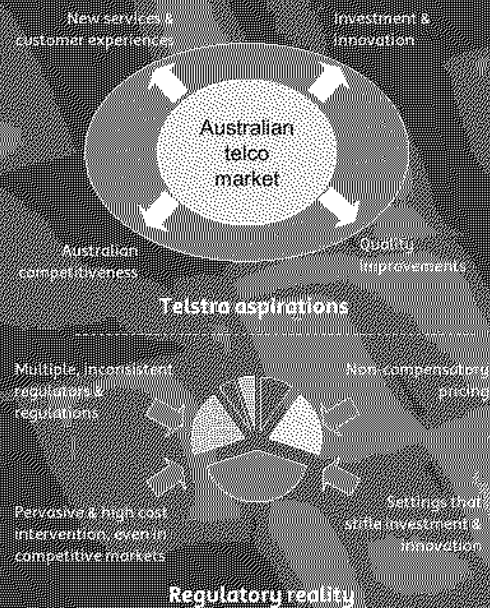 New services &
customer experiences
Investment &
innovation
Australian
telco
market
Australian
competitiveness
Quality
improvements
Telstra aspirations
Multiple, inconsistent
regulators &
regulations
Non-compensatory
pricing
Pervasive & high cost
intervention, even in
competitive markets
Settings that
stifle investment &
innovation
Regulatory reality